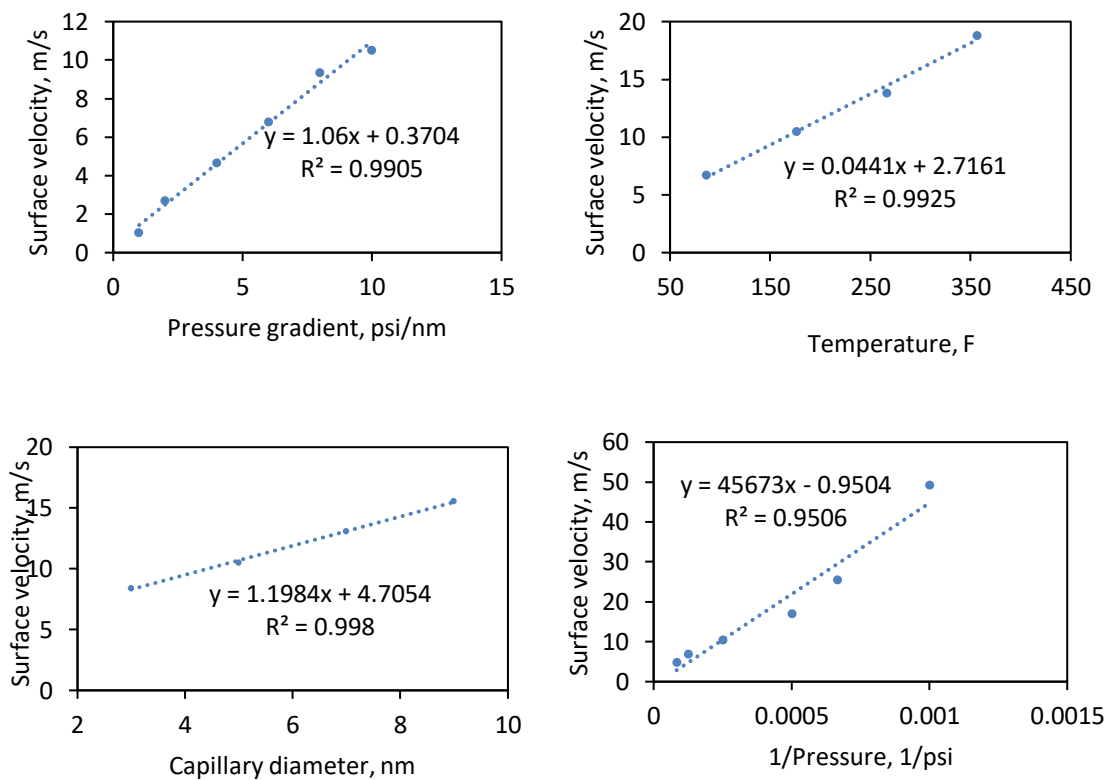 Surface velocity, m/s
12
10
8
6
4
2
0
y = 1.06x + 0.3704
R² = 0.9905
0 5 10 15
Pressure gradient, psi/nm
Surface velocity, m/s
20
15
10
5
0
y = 0.0441x + 2.7161
R² = 0.9925
50 150 250 350 450
Temperature, F
Surface velocity, m/s
20
15
10
5
0
y = 1.1984x + 4.7054
R² = 0.998
2 4 6 8 10
Capillary diameter, nm
Surface velocity, m/s
60
50
40
30
20
10
0
y = 45673x - 0.9504
R² = 0.9506
0 0.0005 0.001 0.0015
1/Pressure, 1/psi